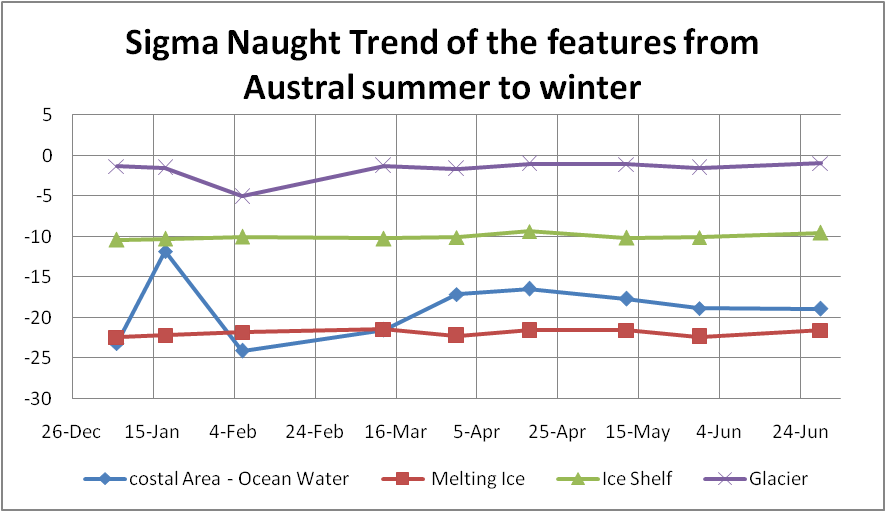 Sigma Naught Trend of the features from
Austral summer to winter
5
0
-5
-10
-15
-20
-25
-30
26-Dec 15-Jan 4-Feb 24-Feb 16-Mar 5-Apr 25-Apr 15-May 4-Jun 24-Jun
costal Area - Ocean Water Melting Ice Ice Shelf Glacier